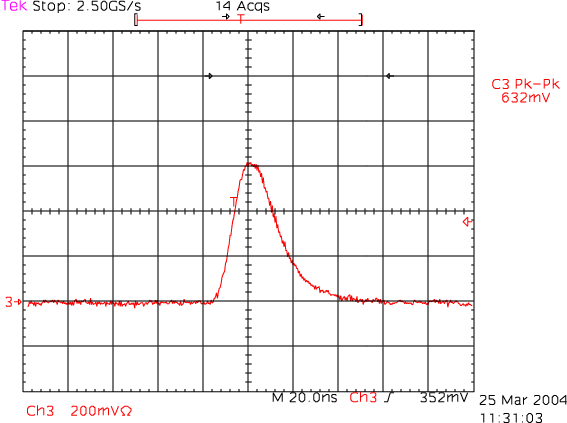 Tek Stop: 2.50GS/s 14 Acqs
T
C3 Pk-Pk
632mV
T
3
M 20.0ns Ch3 352mV
Ch3 200mVΩ
25 Mar 2004
11:31:03